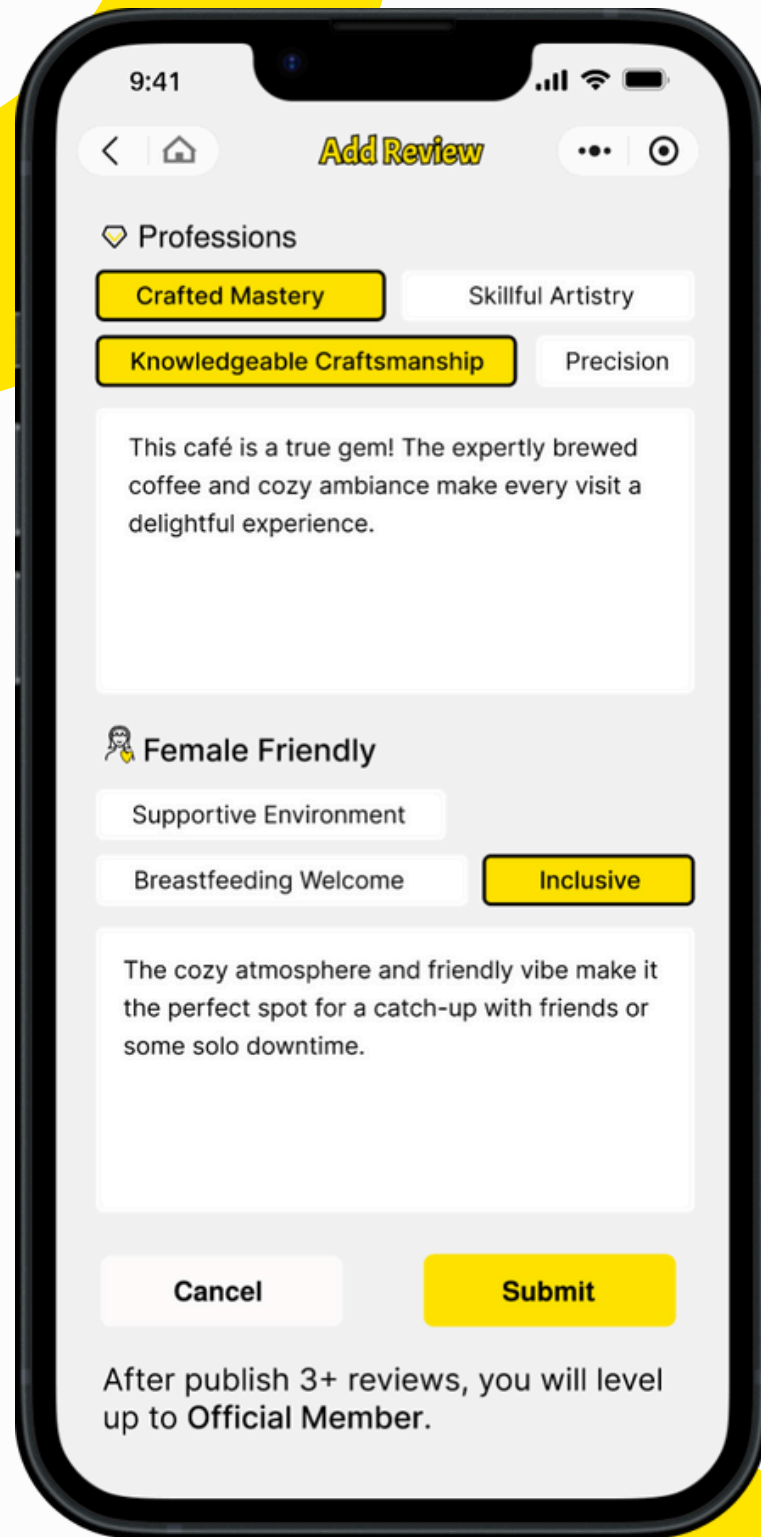 9:41
Add Review
Professions
Crafted Mastery
Skillful Artistry
Knowledgeable Craftsmanship
Precision
This café is a true gem! The expertly brewed
coffee and cozy ambiance make every visit a
delightful experience.
Female Friendly
Supportive Environment
Breastfeeding Welcome
Inclusive
The cozy atmosphere and friendly vibe make it
the perfect spot for a catch-up with friends or
some solo downtime.
Cancel
Submit
After publish 3+ reviews, you will level
up to Official Member.